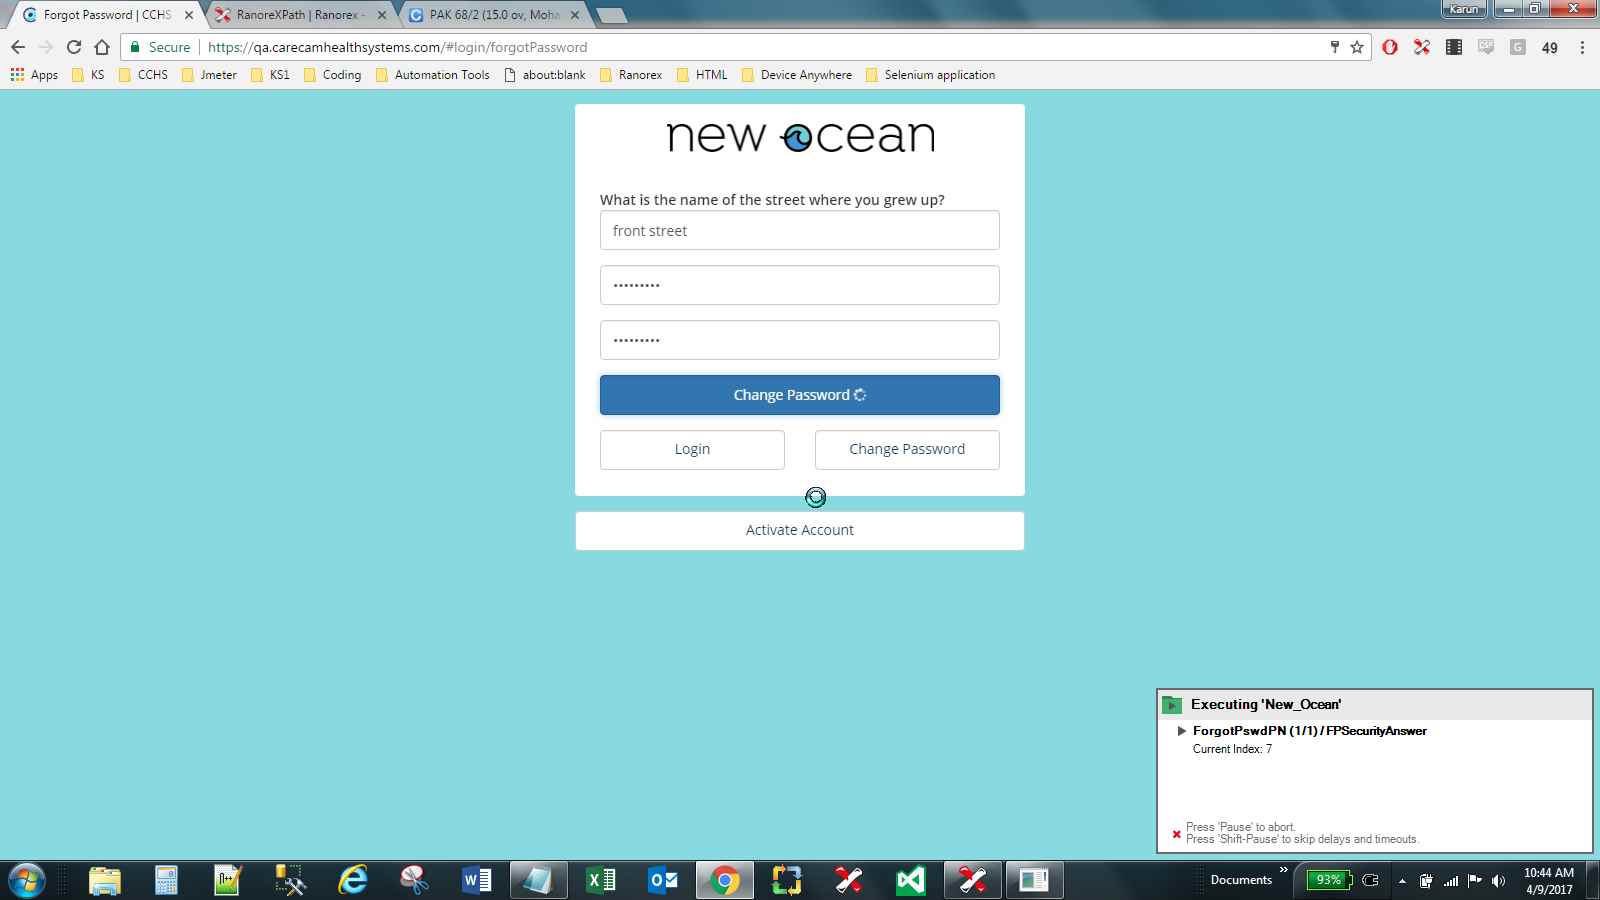 Forgot Password | CCHS
RanoreXPath | Ranorex -
PAK 68/2 (15.0 ov, Moha
Karun
Secure
https://qa.carecamhealthsystems.com/#login/forgotPassword
CSP
G
49
Apps
KS
CCHS
Jmeter
KS1
Coding
Automation Tools
about:blank
Ranorex
HTML
Device Anywhere
Selenium application
new ocean
What is the name of the street where you grew up?
front street
•••••••••
•••••••••
Change Password
Login
Change Password
Activate Account
Executing 'New_Ocean'
ForgotPswdPN (1/1) / FPSecurityAnswer
Current Index: 7
Press 'Pause' to abort.
Press 'Shift-Pause' to skip delays and timeouts.
Documents
93%
10:44 AM
4/9/2017